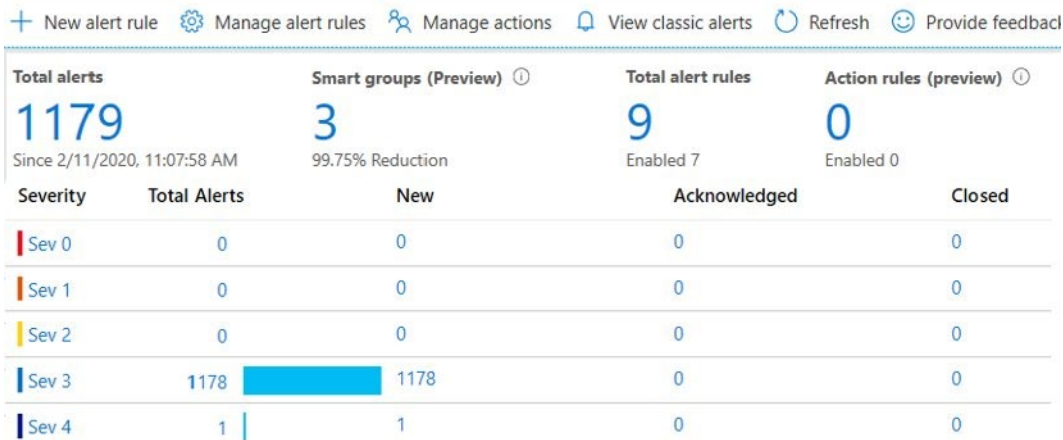 New alert rule Manage alert rules Manage actions View classic alerts Refresh Provide feedback
Total alerts Smart groups (Preview) Total alert rules Action rules (preview)
1179 3 9 0
Since 2/11/2020, 11:07:58 AM 99.75% Reduction Enabled 7 Enabled 0
Severity Total Alerts New Acknowledged Closed
Sev 0 0 0 0 0
Sev 1 0 0 0 0
Sev 2 0 0 0 0
Sev 3 1178 1178 0 0
Sev 4 1 1 0 0